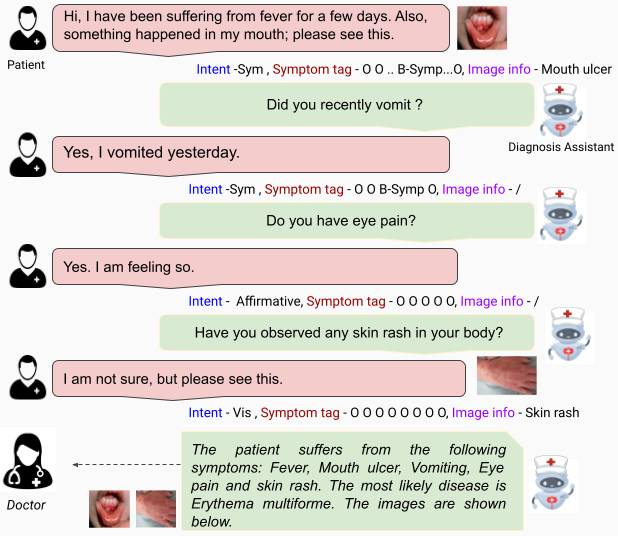 Hi, I have been suffering from fever for a few days. Also,
something happened in my mouth; please see this.
Patient
Intent -Sym , Symptom tag - O O .. B-Symp...O, Image info - Mouth ulcer
Did you recently vomit ?
Diagnosis Assistant
Yes, I vomited yesterday.
Intent -Sym , Symptom tag - O O B-Symp O, Image info - /
Do you have eye pain?
Yes. I am feeling so.
Intent - Affirmative, Symptom tag - O O O O O, Image info - /
Have you observed any skin rash in your body?
I am not sure, but please see this.
Intent - Vis , Symptom tag - O O O O O O O O, Image info - Skin rash
The patient suffers from the following
symptoms: Fever, Mouth ulcer, Vomiting, Eye
pain and skin rash. The most likely disease is
Erythema multiforme. The images are shown
below.
Doctor